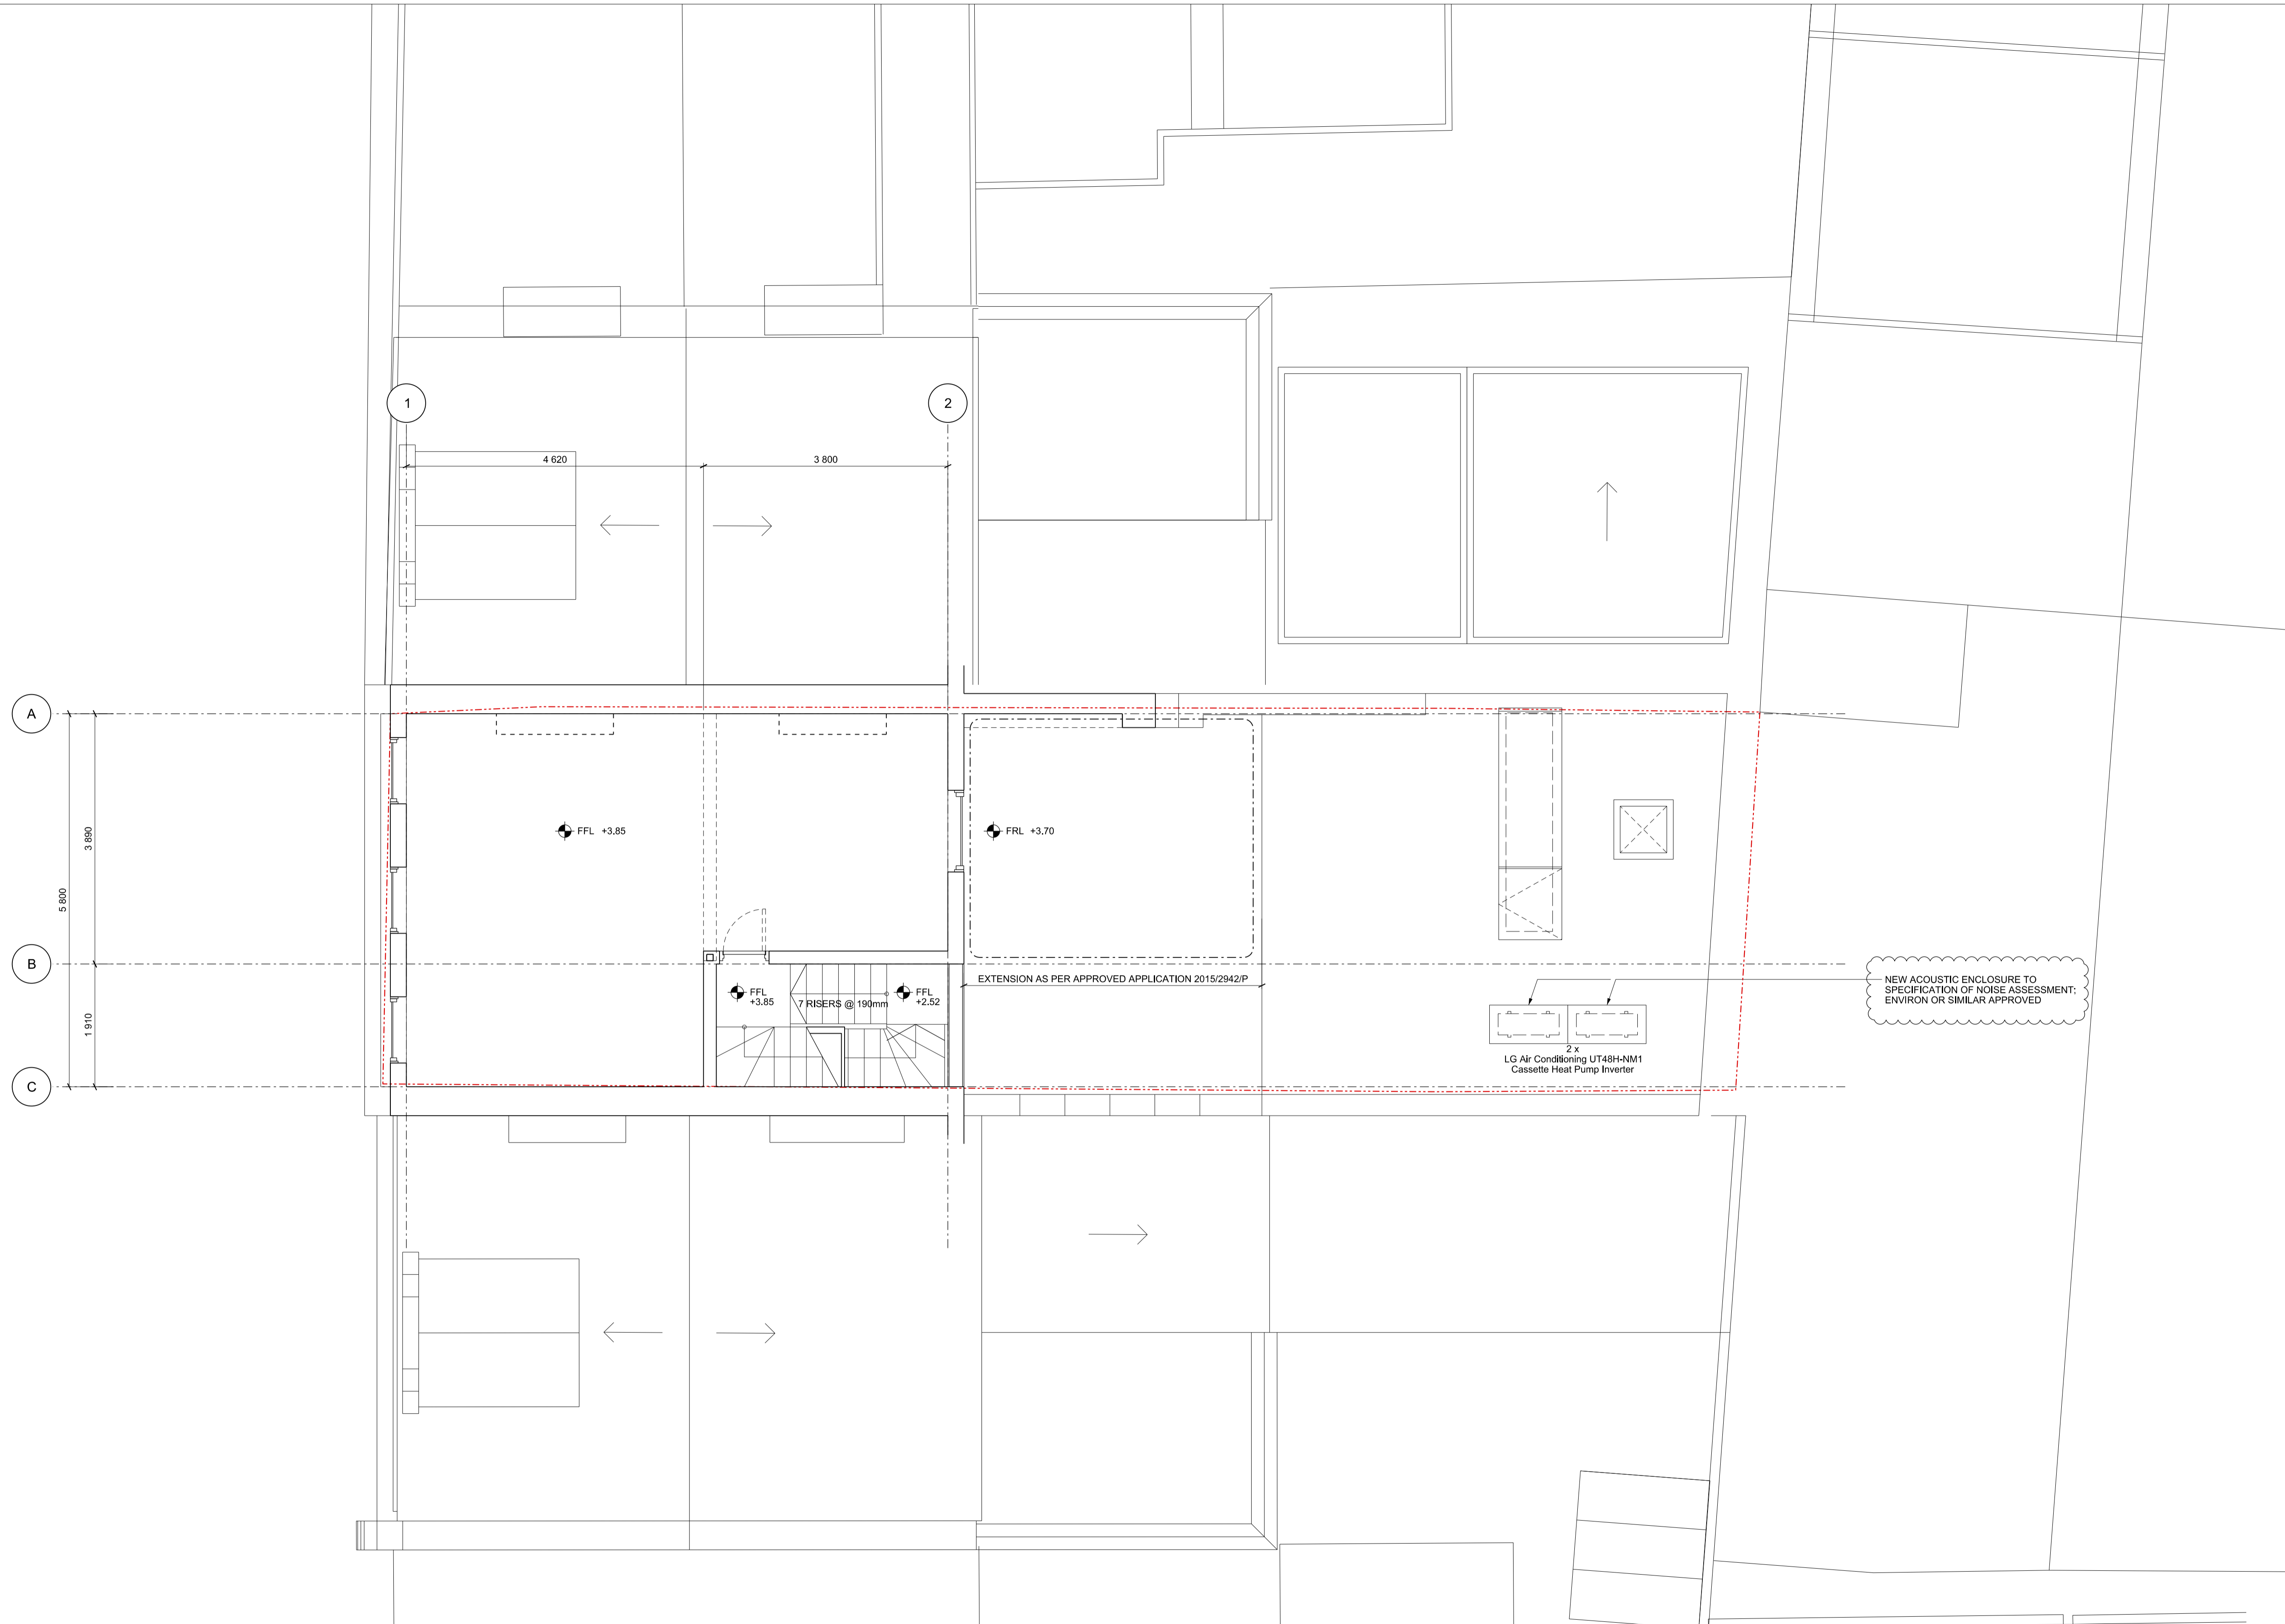 1
2
4 620
3 800
A
B
C
5 800
3 890
1 910
FFL +3.85
FRL +3.70
EXTENSION AS PER APPROVED APPLICATION 2015/2942/P
FFL
+3.85
7 RISERS @ 190mm
FFL
+2.52
NEW ACOUSTIC ENCLOSURE TO
SPECIFICATION OF NOISE ASSESSMENT;
ENVIRON OR SIMILAR APPROVED
2 x
LG Air Conditioning UT48H-NM1
Cassette Heat Pump Inverter